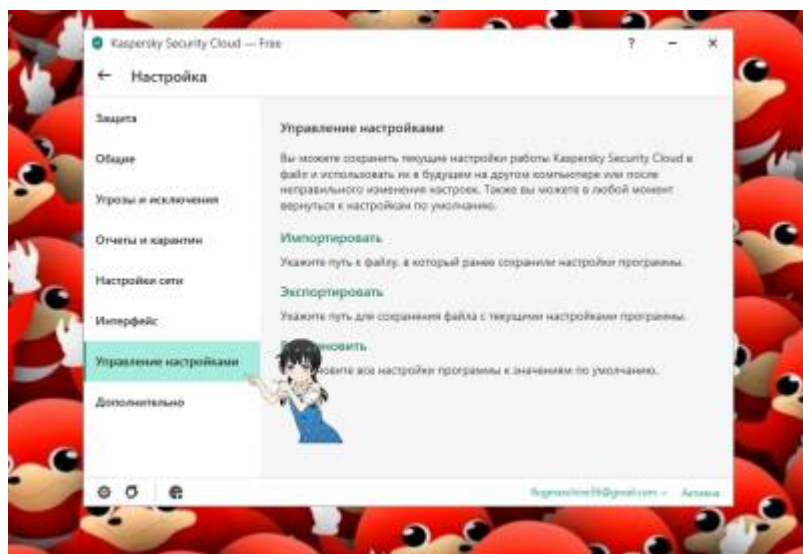 Kaspersky Security Cloud — Free
?
Настройка
Защита
Общие
Угрозы и исключения
Отчеты и карантин
Настройки сети
Интерфейс
Управление настройками
Дополнительно
Управление настройками
Вы можете сохранить текущие настройки работы Kaspersky Security Cloud в
файл и использовать их в будущем на другом компьютере или после
неправильного изменения настроек. Также вы можете в любой момент
вернуться к настройкам по умолчанию.
Импортировать
Укажите путь к файлу, в который ранее сохранили настройки программы.
Экспортировать
Укажите путь для сохранения файла с текущими настройками программы.
новить
новите все настройки программы к значениям по умолчанию.